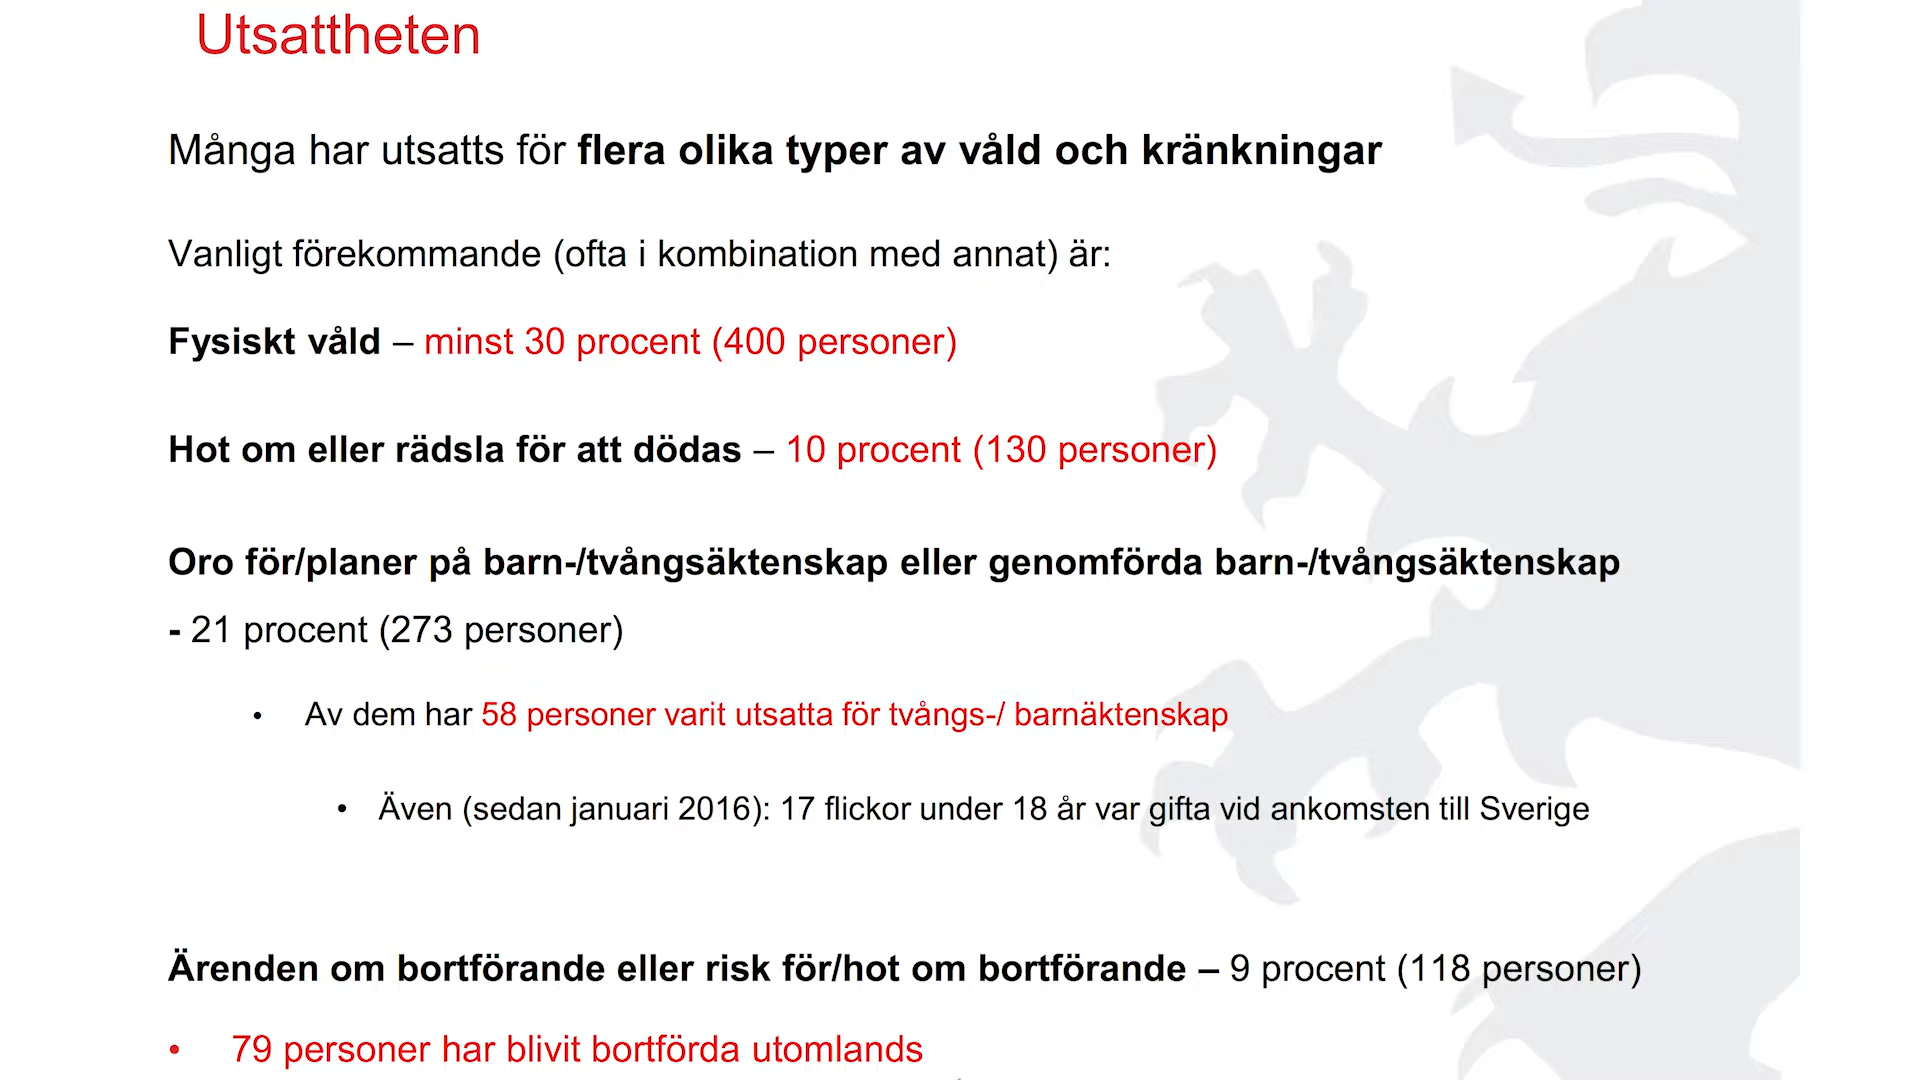 Utsattheten
Många har utsatts för flera olika typer av våld och kränkningar
Vanligt förekommande (ofta i kombination med annat) är:
Fysiskt våld – minst 30 procent (400 personer)
Hot om eller rädsla för att dödas – 10 procent (130 personer)
Oro för/planer på barn-/tvångsäktenskap eller genomförda barn-/tvångsäktenskap
- 21 procent (273 personer)
• Av dem har 58 personer varit utsatta för tvångs-/ barnäktenskap
• Även (sedan januari 2016): 17 flickor under 18 år var gifta vid ankomsten till Sverige
Ärenden om bortförande eller risk för/hot om bortförande – 9 procent (118 personer)
• 79 personer har blivit bortförda utomlands